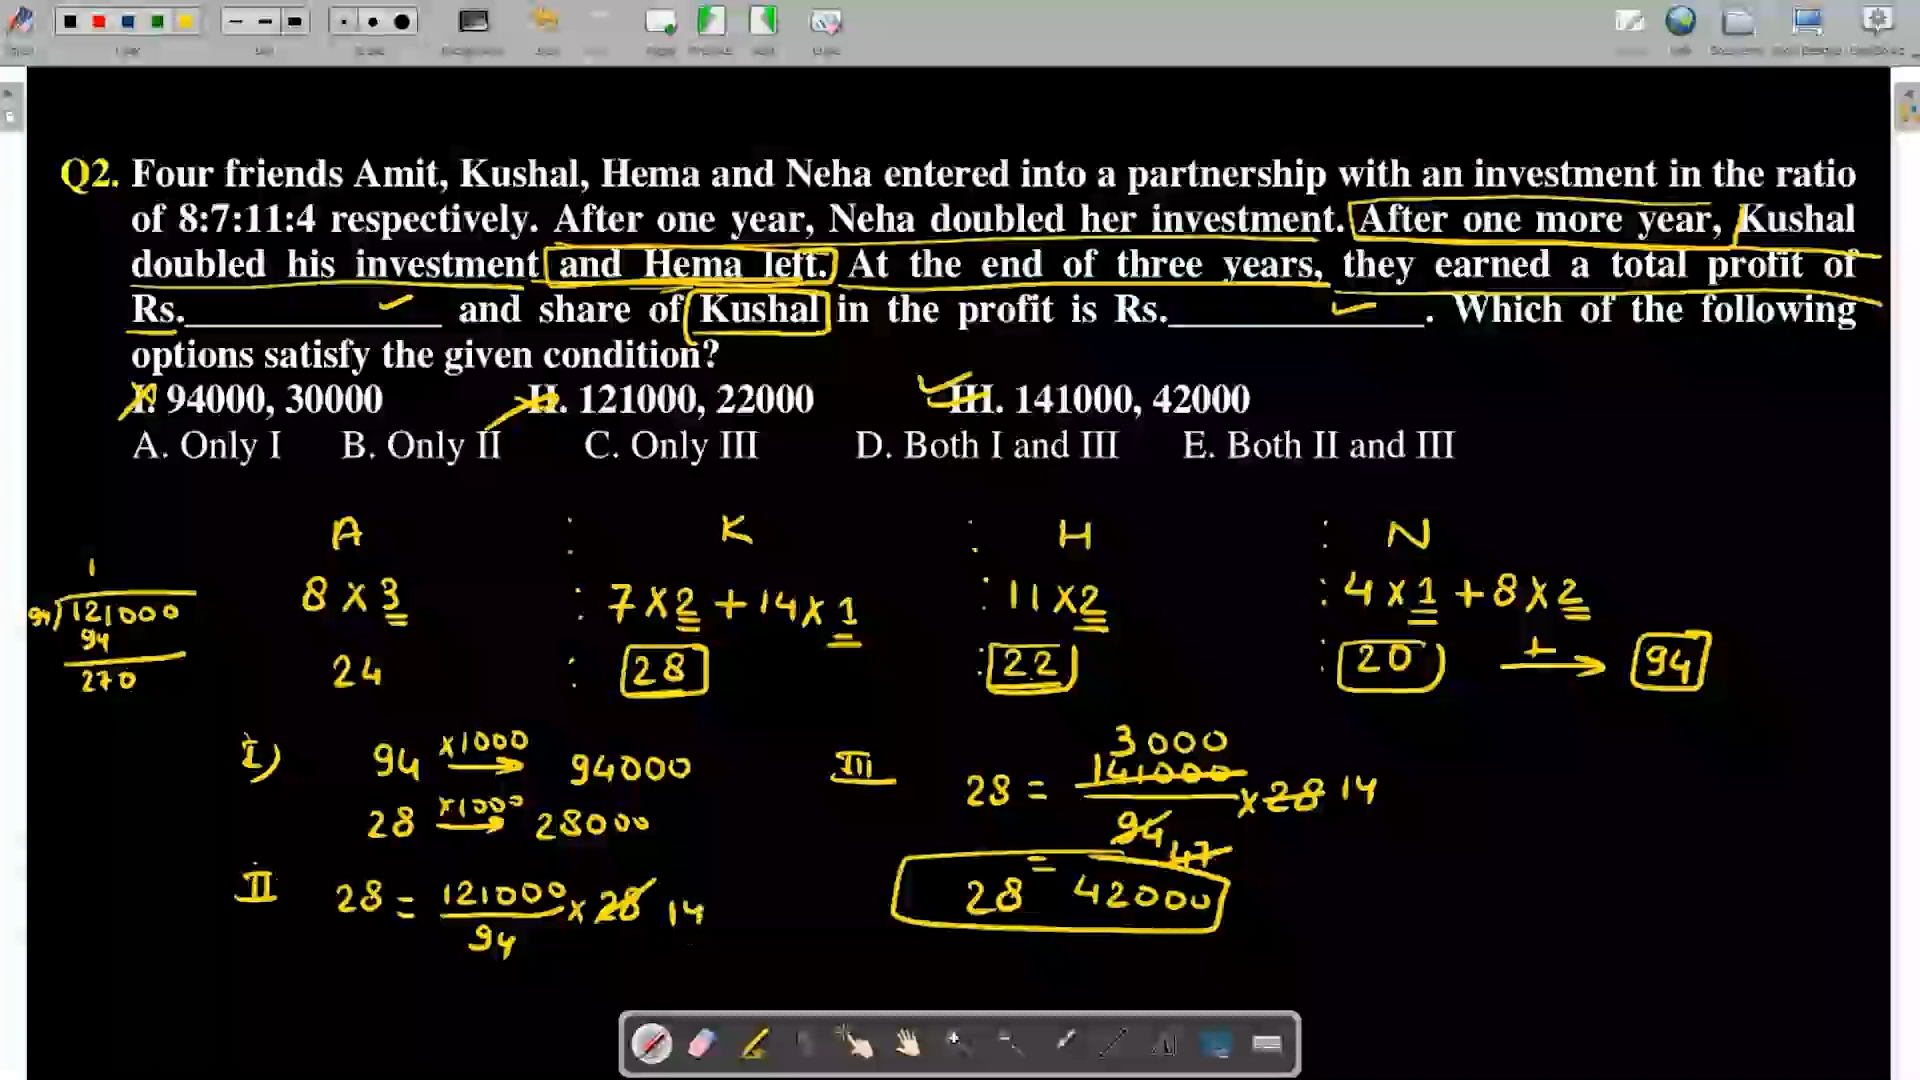 Q2. Four friends Amit, Kushal, Hema and Neha entered into a partnership with an investment in the ratio
of 8:7:11:4 respectively. After one year, Neha doubled her investment. After one more year, Kushal
doubled his investment and Hema left. At the end of three years, they earned a total profit of
Rs.____________ and share of Kushal in the profit is Rs.____________. Which of the following
options satisfy the given condition?
I. 94000, 30000 II. 121000, 22000 III. 141000, 42000
A. Only I B. Only II C. Only III D. Both I and III E. Both II and III
A : K : H : N
8 × 3 : 7 × 2 + 14 × 1 : 11 × 2 : 4 × 1 + 8 × 2
24 : 28 : 22 : 20 + → 94
1
94) 121000
94
270
I) 94 ×1000 → 94000
28 ×1000 → 28000
II 28 = 121000/94 × 28 14
III 28 = 3000 141000/94 47 × 28 14
28 = 42000